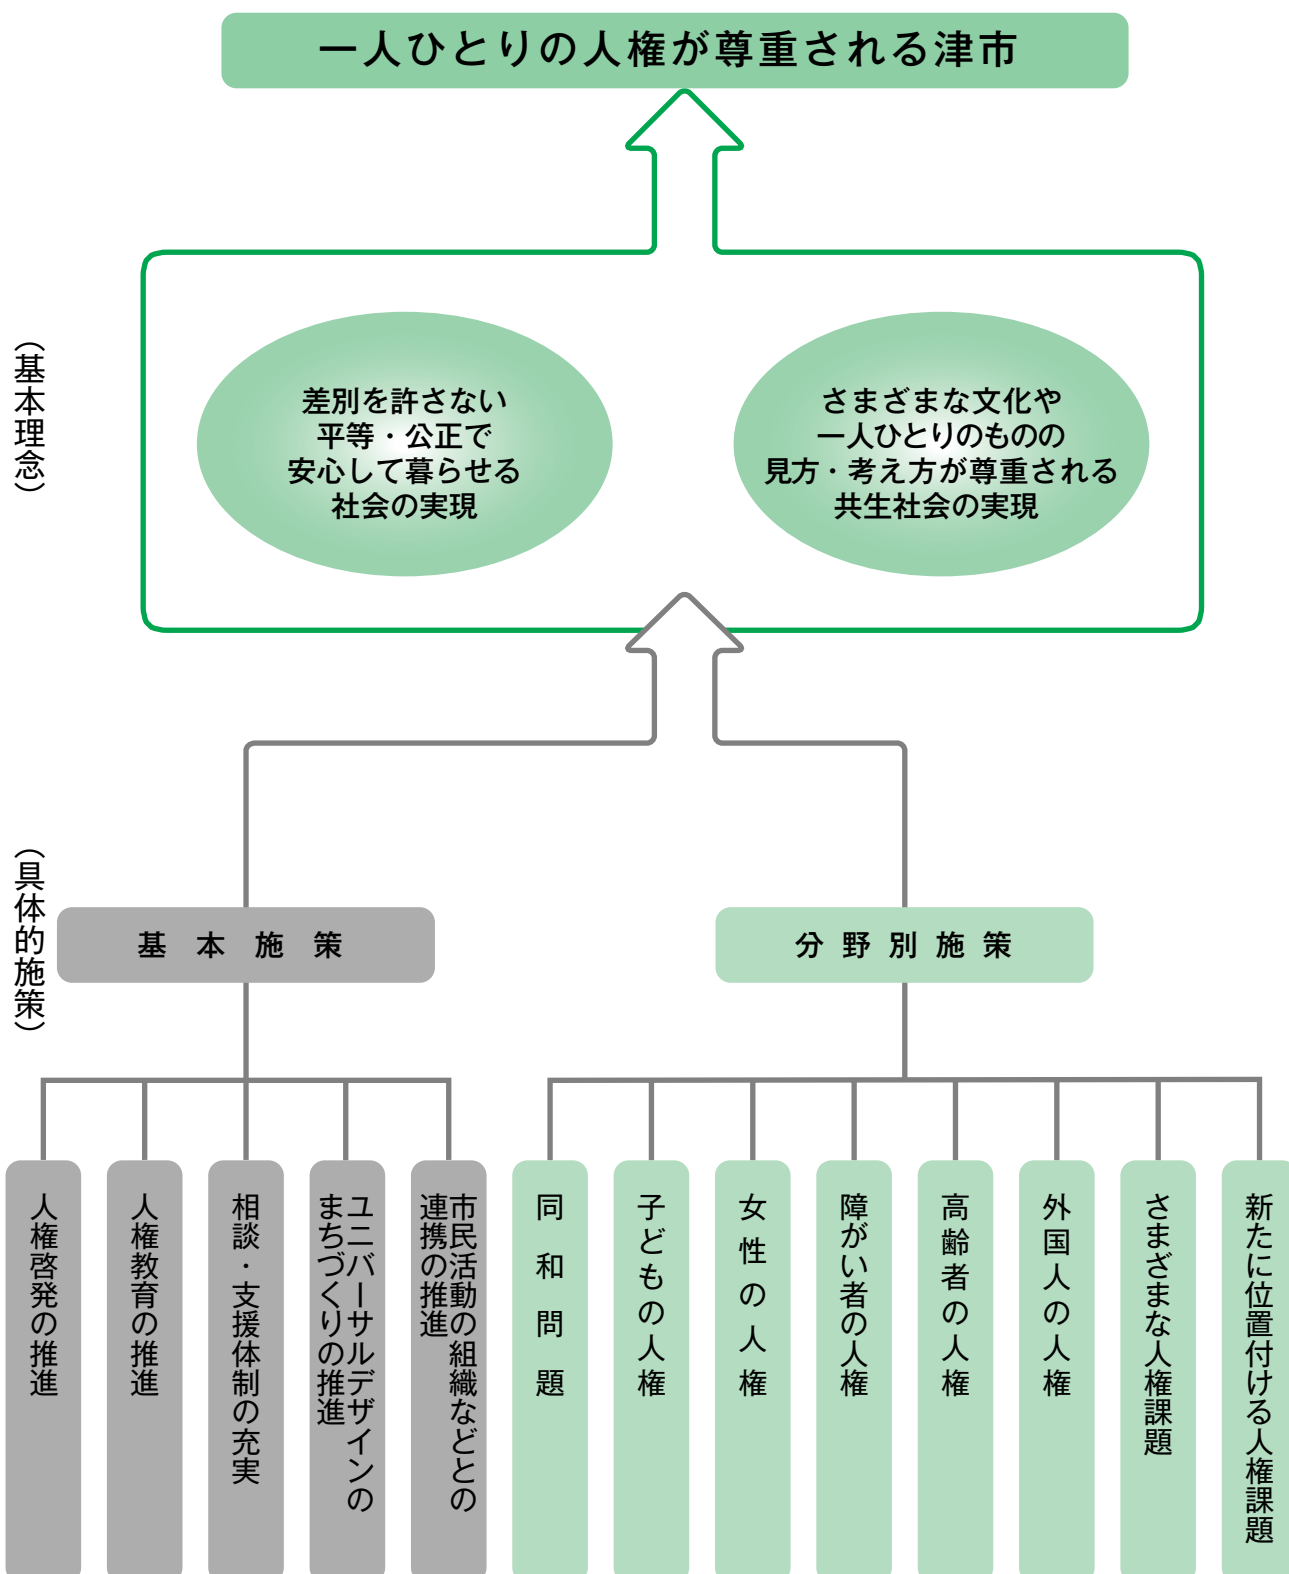 一人ひとりの人権が尊重される津市
（基本理念）
差別を許さない
平等・公正で
安心して暮らせる
社会の実現
さまざまな文化や
一人ひとりのものの
見方・考え方が尊重される
共生社会の実現
（具体的施策）
基本施策
分野別施策
人権啓発の推進
人権教育の推進
相談・支援体制の充実
ユニバーサルデザインの
まちづくりの推進
市民活動の組織などとの
連携の推進
同和問題
子どもの人権
女性の人権
障がい者の人権
高齢者の人権
外国人の人権
さまざまな人権課題
新たに位置付ける人権課題